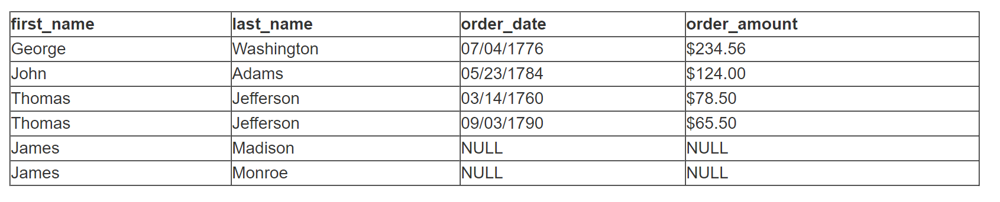 first_name last_name order_date order_amount
George Washington 07/04/1776 $234.56
John Adams 05/23/1784 $124.00
Thomas Jefferson 03/14/1760 $78.50
Thomas Jefferson 09/03/1790 $65.50
James Madison NULL NULL
James Monroe NULL NULL